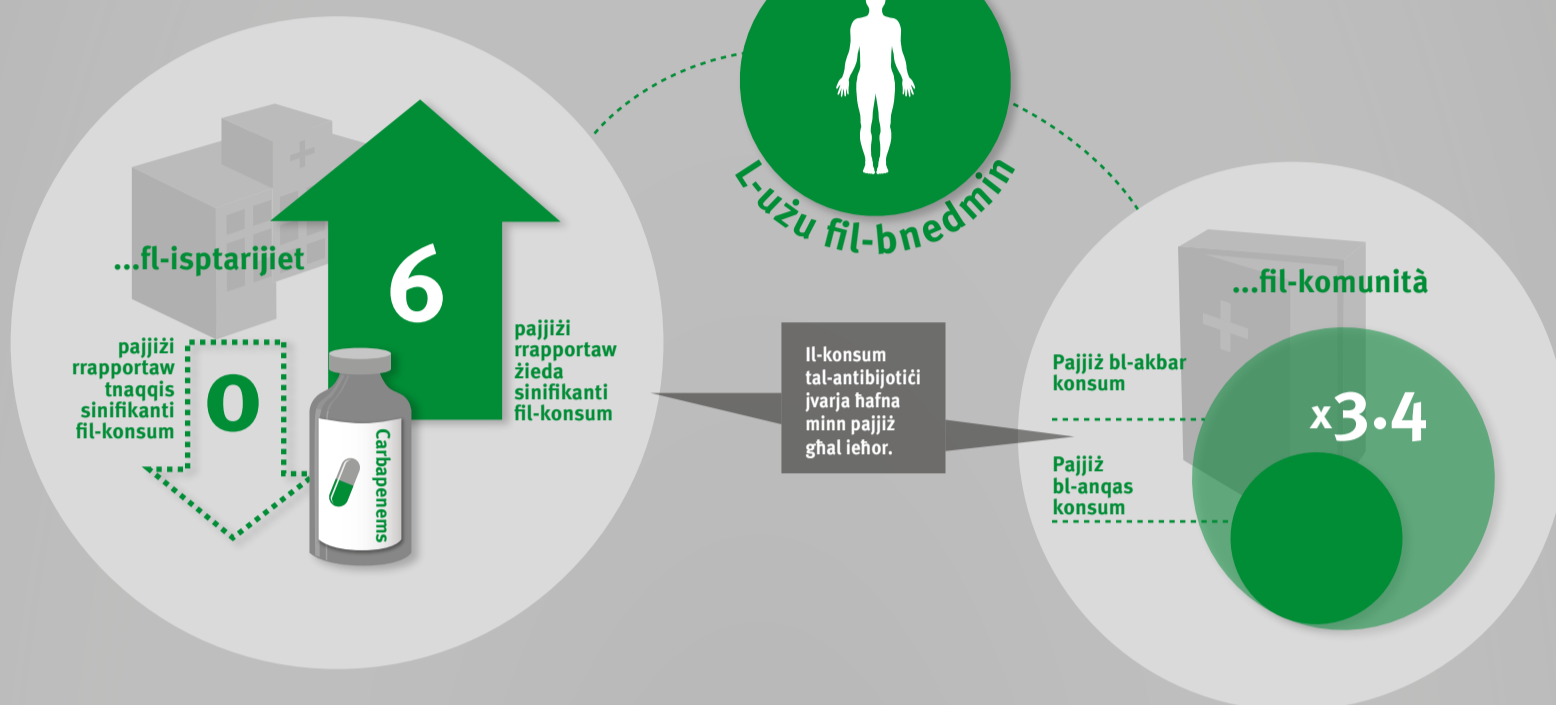 L-użu fil-bnedmin
...fl-isptarijiet
6
pajjiżi
rrapportaw
tnaqqis
sinifikanti
fil-konsum
0
pajjiżi
rrapportaw
żieda
sinifikanti
fil-konsum
Carbapenems
Il-konsum
tal-antibijotiċi
jvarja ħafna
minn pajjiż
għal ieħor.
...fil-komunità
Pajjiż bl-akbar
konsum
x3.4
Pajjiż
bl-anqas
konsum